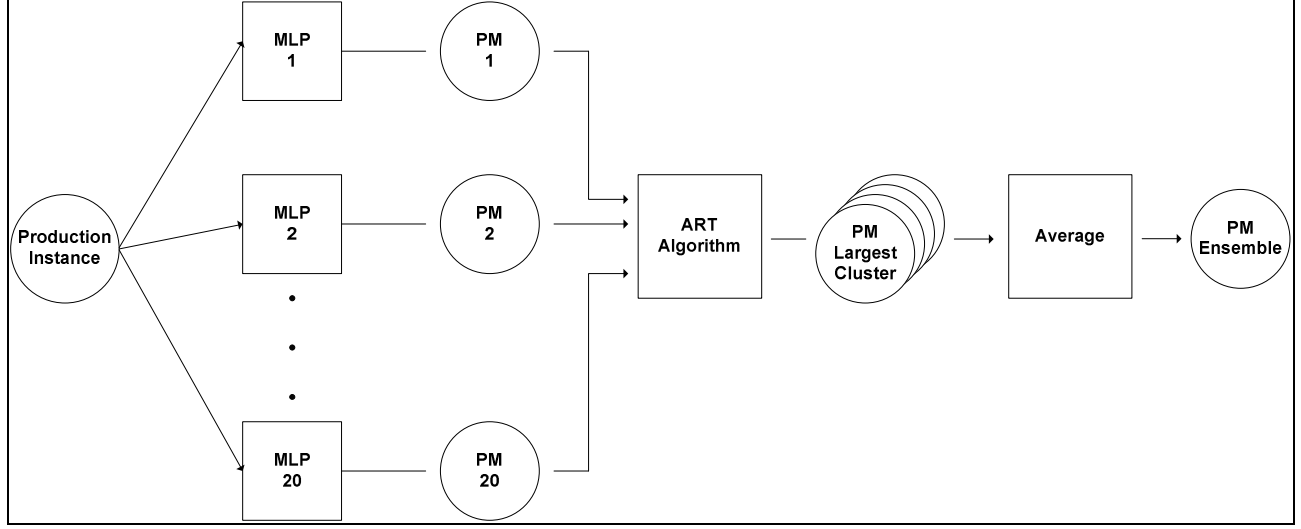 MLP
1
PM
1
Production
Instance
MLP
2
PM
2
ART
Algorithm
PM
Largest
Cluster
Average
PM
Ensemble
MLP
20
PM
20